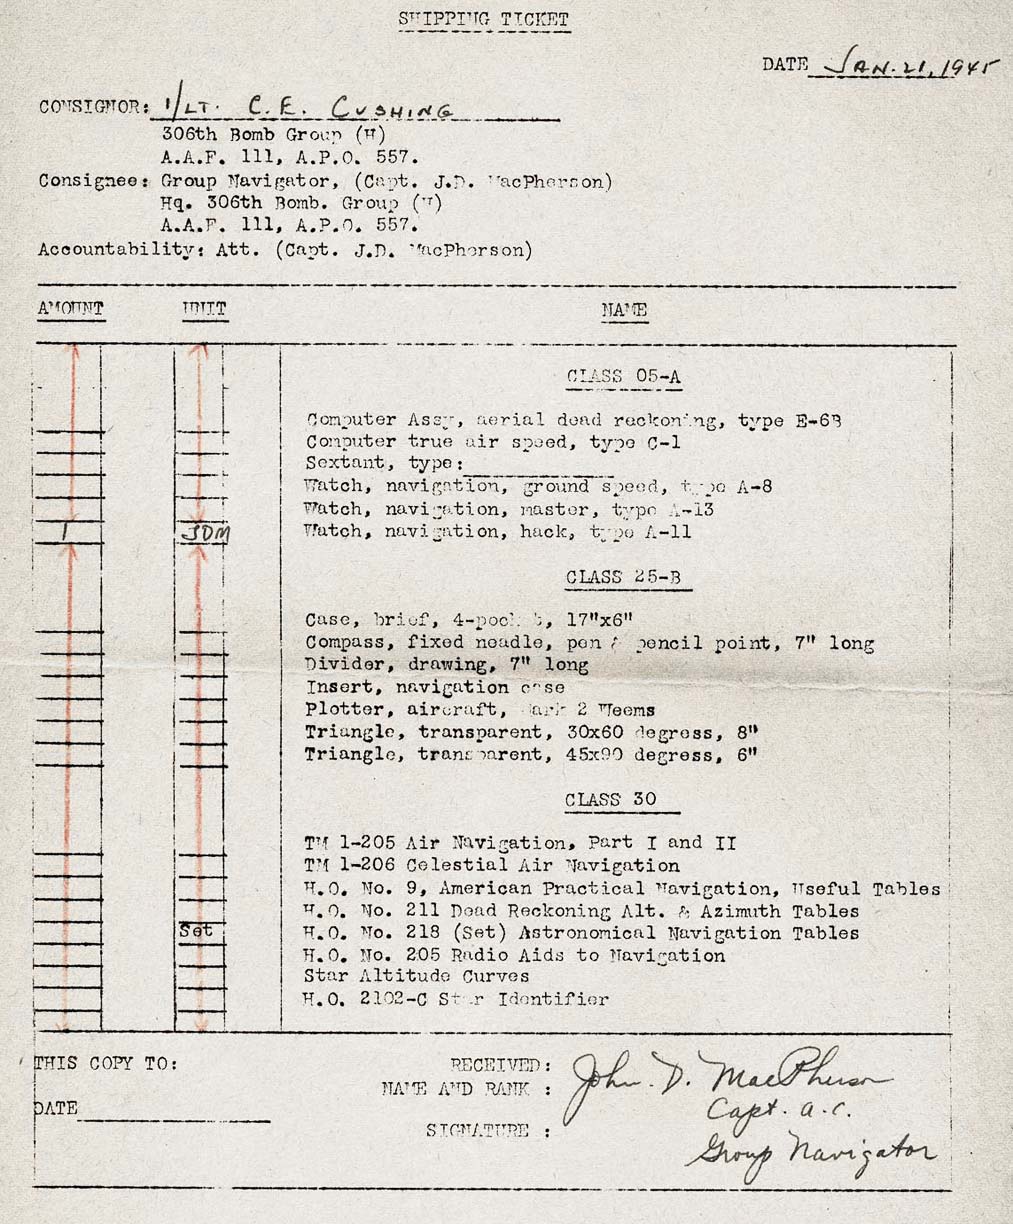 SHIPPING TICKET
DATE JAN. 21, 1945
CONSIGNOR: 1/LT. C.E. CUSHING
306th Bomb Group (H)
A.A.F. 111, A.P.O. 557.
Consignee: Group Navigator, (Capt. J.D. MacPherson)
Hq. 306th Bomb. Group (H)
A.A.F. 111, A.P.O. 557.
Accountability: Att. (Capt. J.D. MacPherson)
AMOUNT UNIT NAME
CLASS 05-A
Computer Assy, aerial dead reckoning, type E-6B
Computer true air speed, type C-1
Sextant, type:
Watch, navigation, ground speed, type A-8
Watch, navigation, master, type A-13
1 JDM Watch, navigation, hack, type A-11
CLASS 25-B
Case, brief, 4-pocket, 17"x6"
Compass, fixed needle, pen & pencil point, 7" long
Divider, drawing, 7" long
Insert, navigation case
Plotter, aircraft, Mark 2 Weems
Triangle, transparent, 30x60 degress, 8"
Triangle, transparent, 45x90 degress, 6"
CLASS 30
TM 1-205 Air Navigation, Part I and II
TM 1-206 Celestial Air Navigation
H.O. No. 9, American Practical Navigation, Useful Tables
H.O. No. 211 Dead Reckoning Alt. & Azimuth Tables
Set H.O. No. 218 (Set) Astronomical Navigation Tables
H.O. No. 205 Radio Aids to Navigation
Star Altitude Curves
H.O. 2102-C Star Identifier
THIS COPY TO: RECEIVED: John. D. MacPherson
NAME AND RANK :
DATE Capt. a.c.
SIGNATURE :
Group Navigator